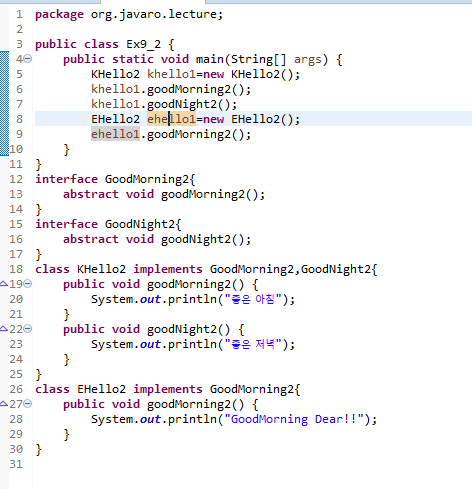 1 package org.javaro.lecture;
2
3 public class Ex9_2 {
4 public static void main(String[] args) {
5 KHello2 khello1=new KHello2();
6 khello1.goodMorning2();
7 khello1.goodNight2();
8 EHello2 ehello1=new EHello2();
9 ehello1.goodMorning2();
10 }
11 }
12 interface GoodMorning2{
13 abstract void goodMorning2();
14 }
15 interface GoodNight2{
16 abstract void goodNight2();
17 }
18 class KHello2 implements GoodMorning2,GoodNight2{
19 public void goodMorning2() {
20 System.out.println("좋은 아침");
21 }
22 public void goodNight2() {
23 System.out.println("좋은 저녁");
24 }
25 }
26 class EHello2 implements GoodMorning2{
27 public void goodMorning2() {
28 System.out.println("GoodMorning Dear!!");
29 }
30 }
31